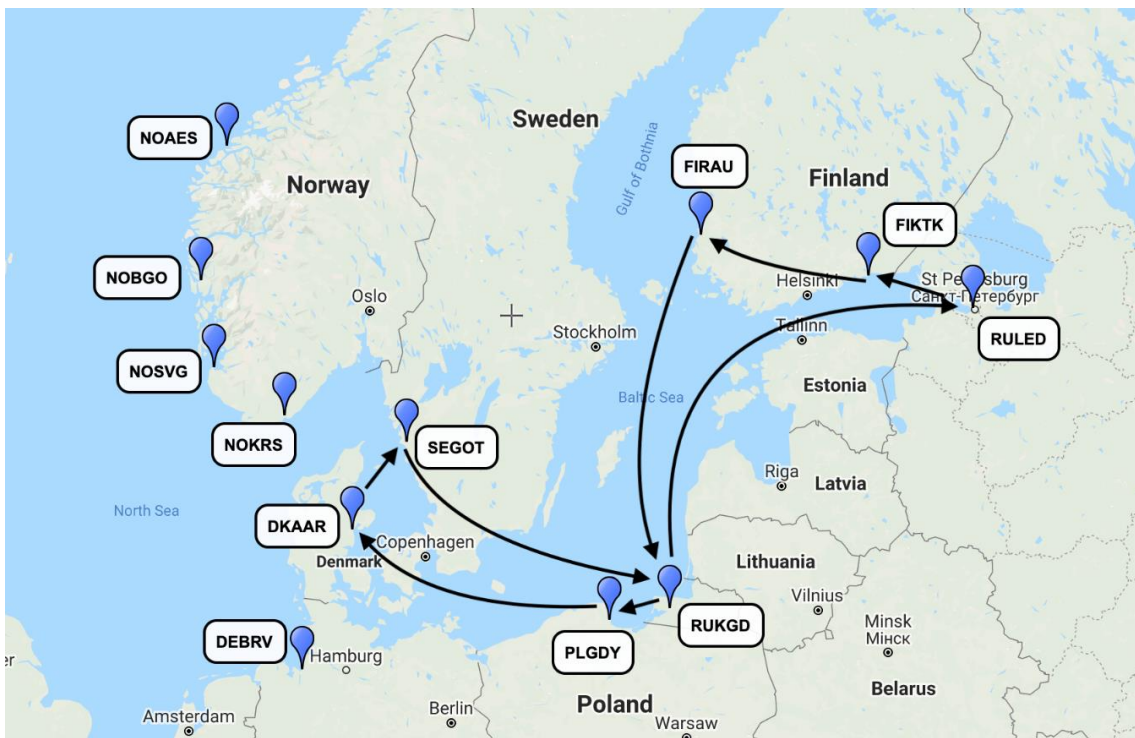 NOAES
Sweden
Norway
Gulf of Bothnia
FIRAU
Finland
FIKTK
NOBGO
Oslo
Helsinki
St Petersburg
Санкт-Петербург
Stockholm
Tallinn
RULED
NOSVG
Estonia
Baltic Sea
NOKRS
SEGOT
Riga
Latvia
North Sea
DKAAR
Copenhagen
Denmark
Lithuania
Vilnius
DEBRV
Hamburg
PLGDY
RUKGD
Minsk
Мінск
Belarus
er
Amsterdam
Berlin
Poland
Warsaw